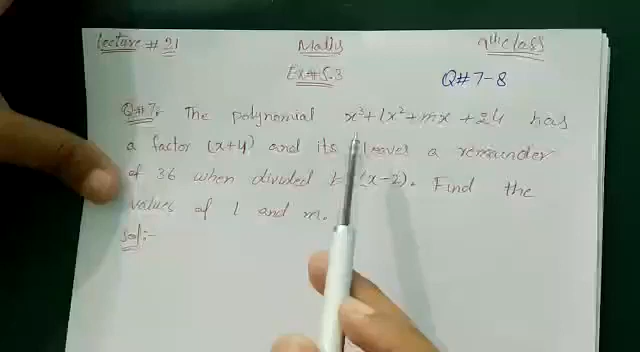 Lecture # 21 Maths 9th class
Ex # 5.3 Q# 7-8
Q#7:- The polynomial x³+lx²+mx+24 has
a factor (x+4) and its leaves a remainder
of 36 when divided (x-2). Find the
values of l and m.
Sol:-